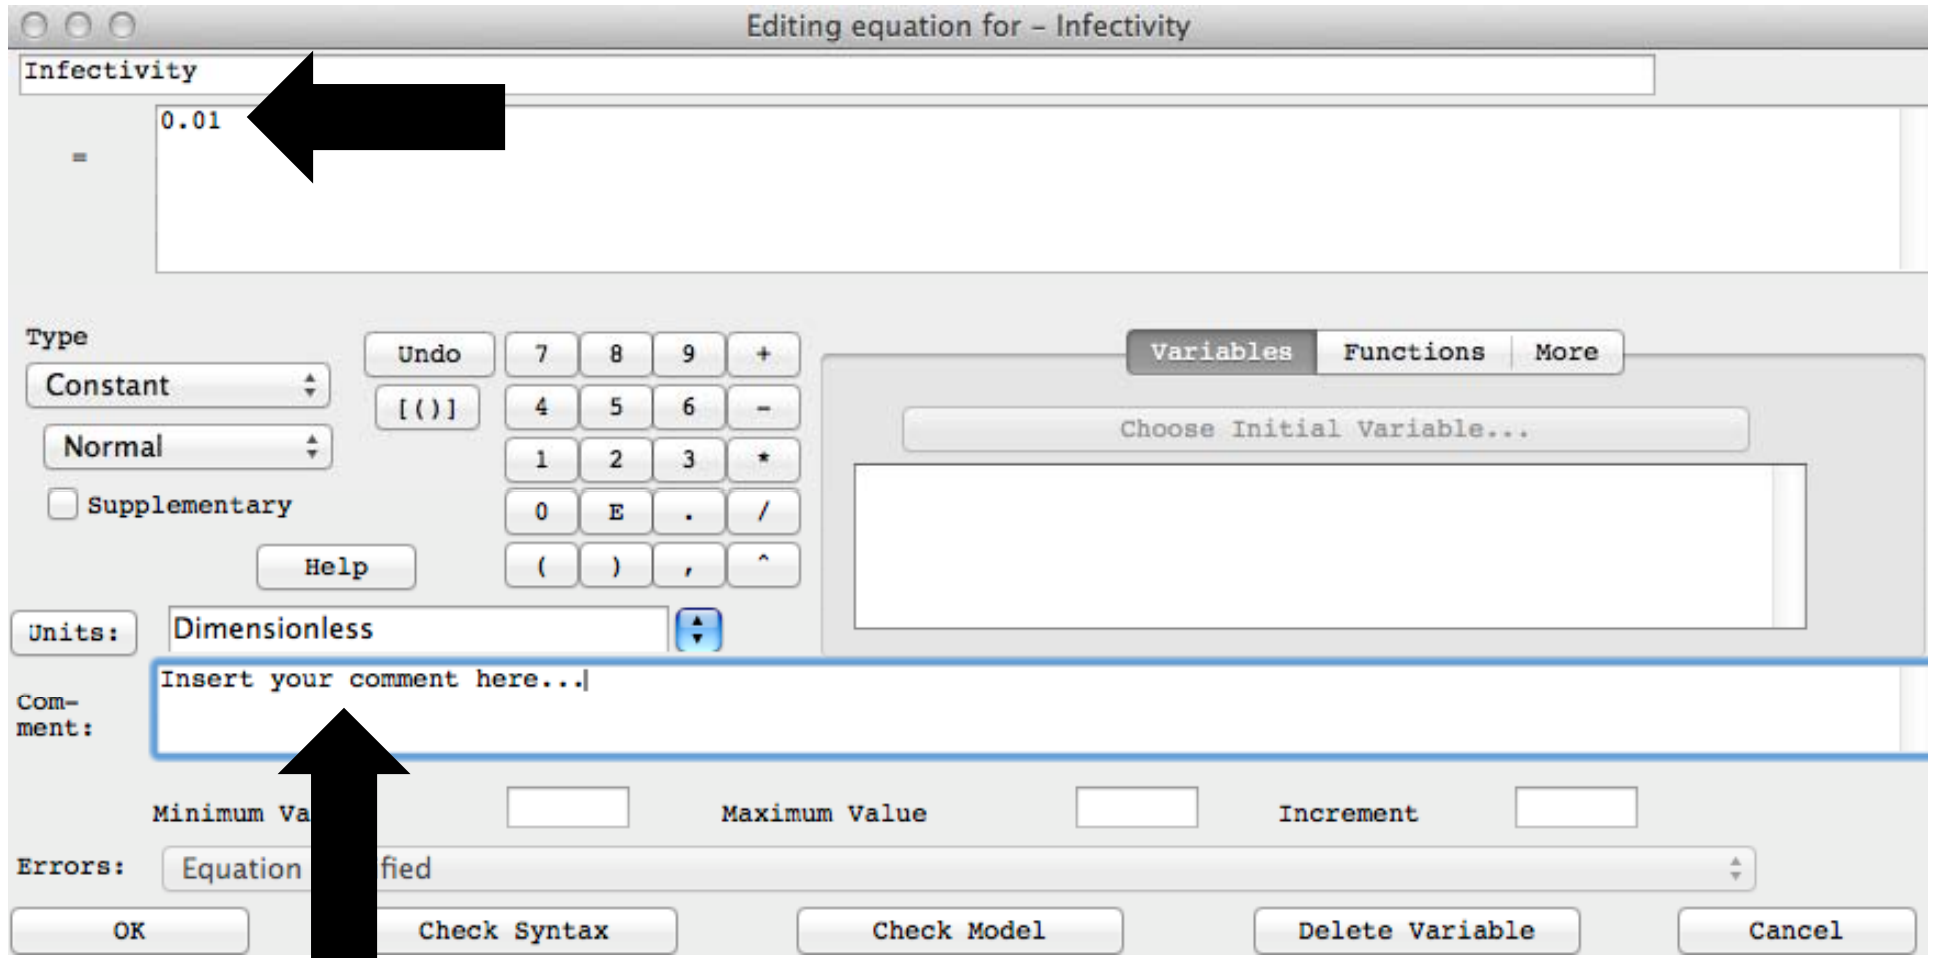 Editing equation for – Infectivity
Infectivity
=
0.01
Type
Constant
Normal
Supplementary
Help
Undo
7 8 9 +
[()]
4 5 6 -
1 2 3 *
0 E . /
( ) , ^
Variables Functions More
Choose Initial Variable...
Units: Dimensionless
Com-
ment:
Insert your comment here...
Minimum Maximum Value Increment
Errors: Equation
OK Check Syntax Check Model Delete Variable Cancel